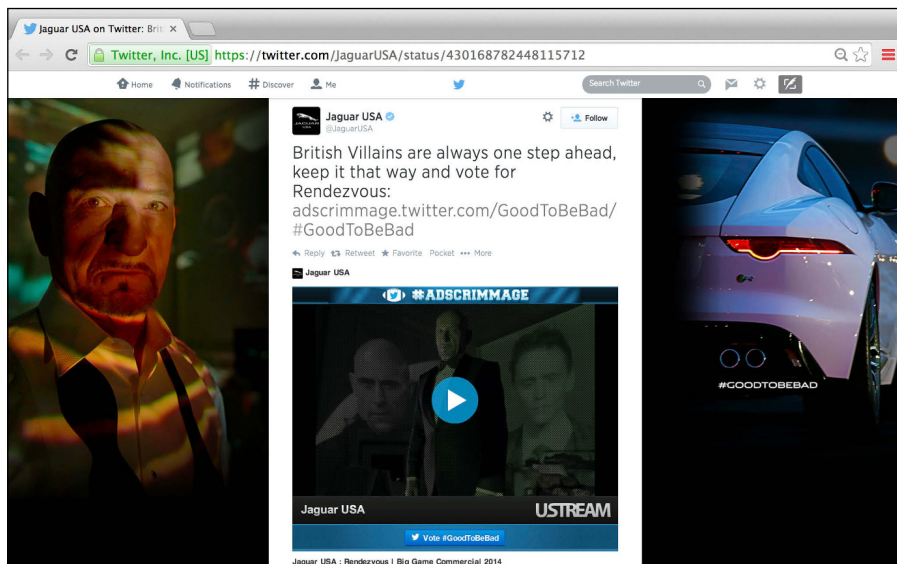 Jaguar USA on Twitter: Brit
Twitter, Inc. [US] https://twitter.com/JaguarUSA/status/430168782448115712
Home Notifications Discover Me Search Twitter
Jaguar USA
@JaguarUSA
Follow
British Villains are always one step ahead,
keep it that way and vote for
Rendezvous:
adscrimmage.twitter.com/GoodToBeBad/
#GoodToBeBad
Reply Retweet Favorite Pocket More
Jaguar USA
#ADSCRIMMAGE
#GOODTOBEBAD
Jaguar USA USTREAM
Vote #GoodToBeBad
Jaguar USA : Rendezvous | Big Game Commercial 2014